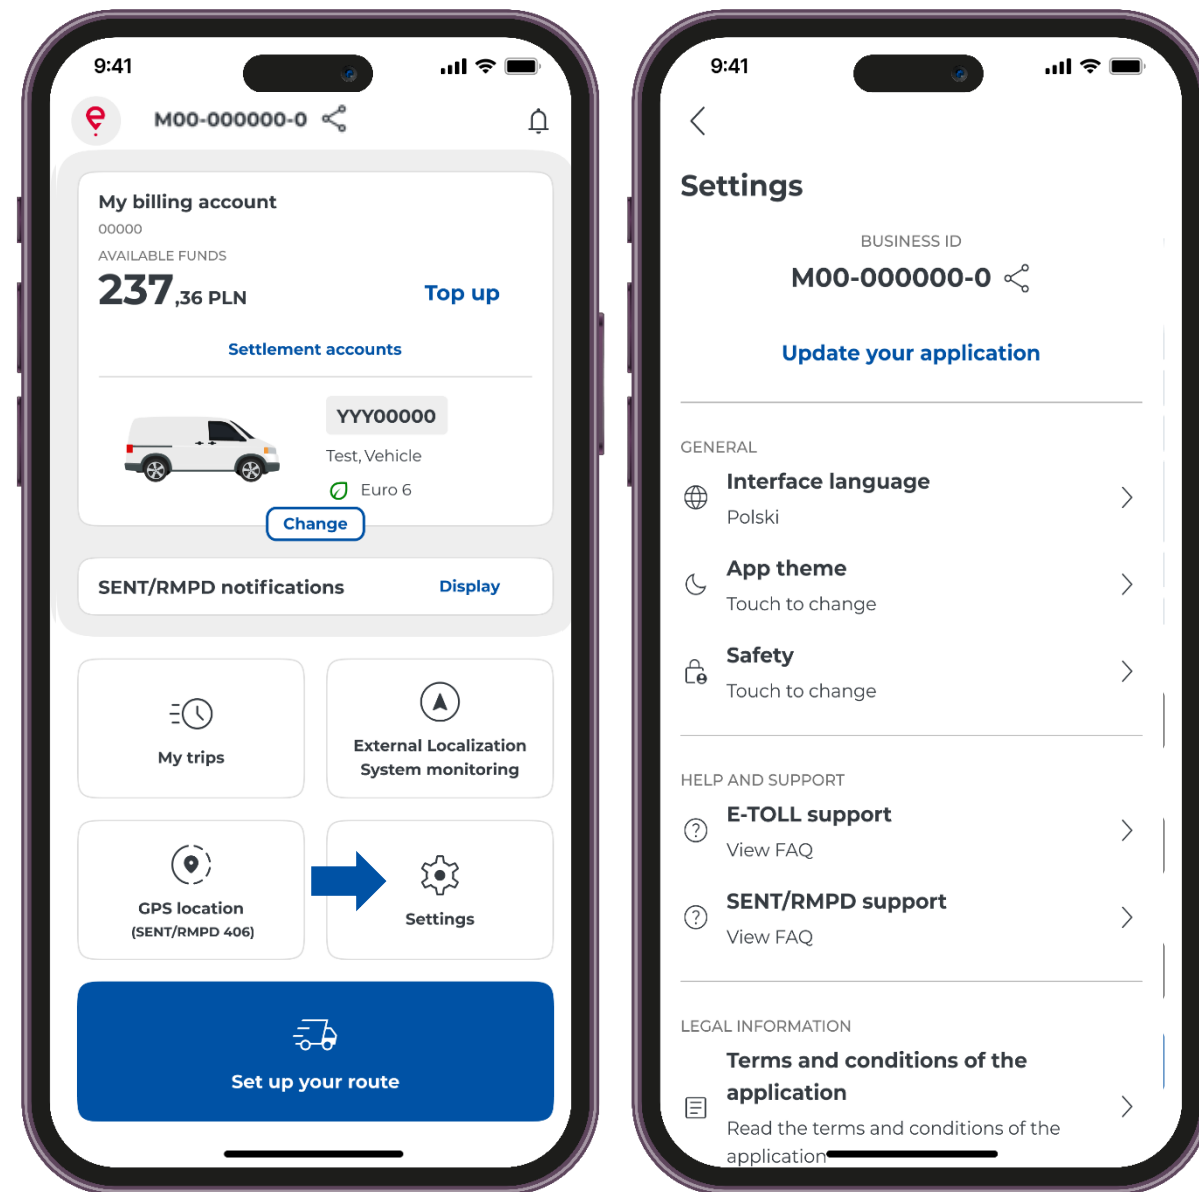 9:41
M00-000000-0
My billing account
00000
AVAILABLE FUNDS
237,36 PLN
Top up
Settlement accounts
YYY00000
Test, Vehicle
Euro 6
Change
SENT/RMPD notifications
Display
My trips
External Localization
System monitoring
GPS location
(SENT/RMPD 406)
Settings
Set up your route
9:41
Settings
BUSINESS ID
M00-000000-0
Update your application
GENERAL
Interface language
Polski
App theme
Touch to change
Safety
Touch to change
HELP AND SUPPORT
E-TOLL support
View FAQ
SENT/RMPD support
View FAQ
LEGAL INFORMATION
Terms and conditions of the
application
Read the terms and conditions of the
application